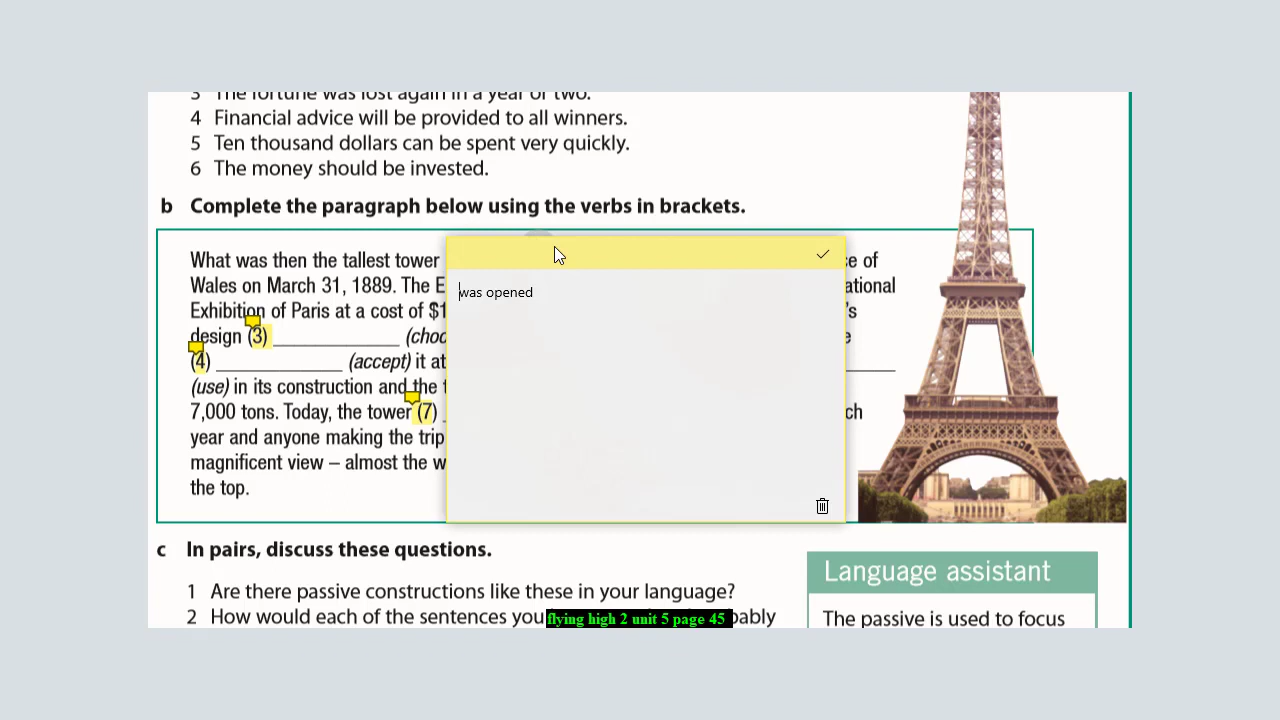 3 The fortune was lost again in a year or two.
4 Financial advice will be provided to all winners.
5 Ten thousand dollars can be spent very quickly.
6 The money should be invested.
b Complete the paragraph below using the verbs in brackets.
What was then the tallest tower
ce of
Wales on March 31, 1889. The E
ational
Exhibition of Paris at a cost of $1
's
design (3) _____________ (choo
e
(4) _____________ (accept) it at
(use) in its construction and the t
7,000 tons. Today, the tower (7) _
ch
year and anyone making the trip
magnificent view – almost the w
the top.
was opened
c In pairs, discuss these questions.
1 Are there passive constructions like these in your language?
2 How would each of the sentences you
bably
flying high 2 unit 5 page 45
Language assistant
The passive is used to focus